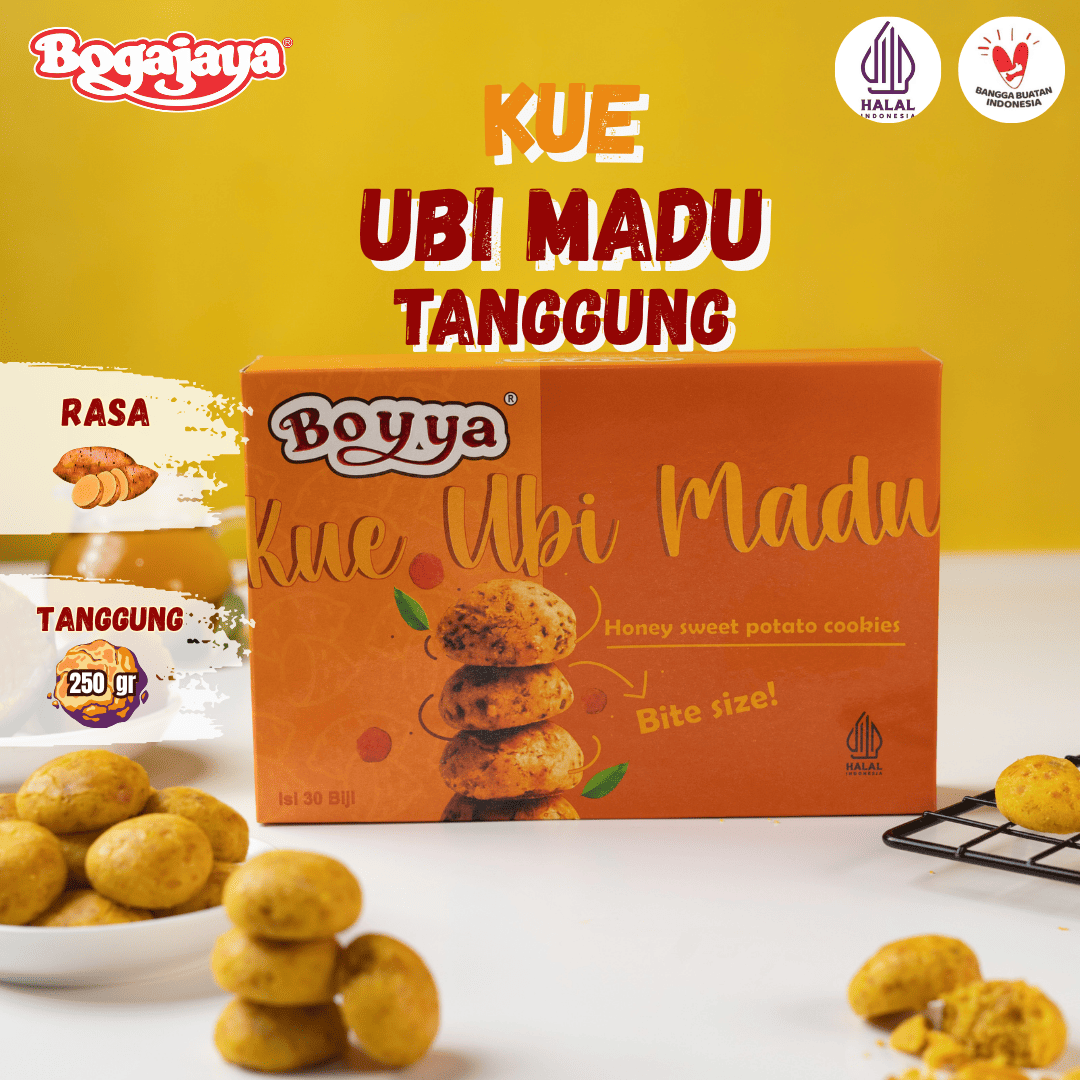 Bogajaya®
HALAL
INDONESIA
BANGGA BUATAN
INDONESIA
KUE
UBI MADU
TANGGUNG
RASA
TANGGUNG
250 gr
Boyya®
Kue Ubi Madu
Honey sweet potato cookies
Bite size!
HALAL
INDONESIA
Isi 30 Biji